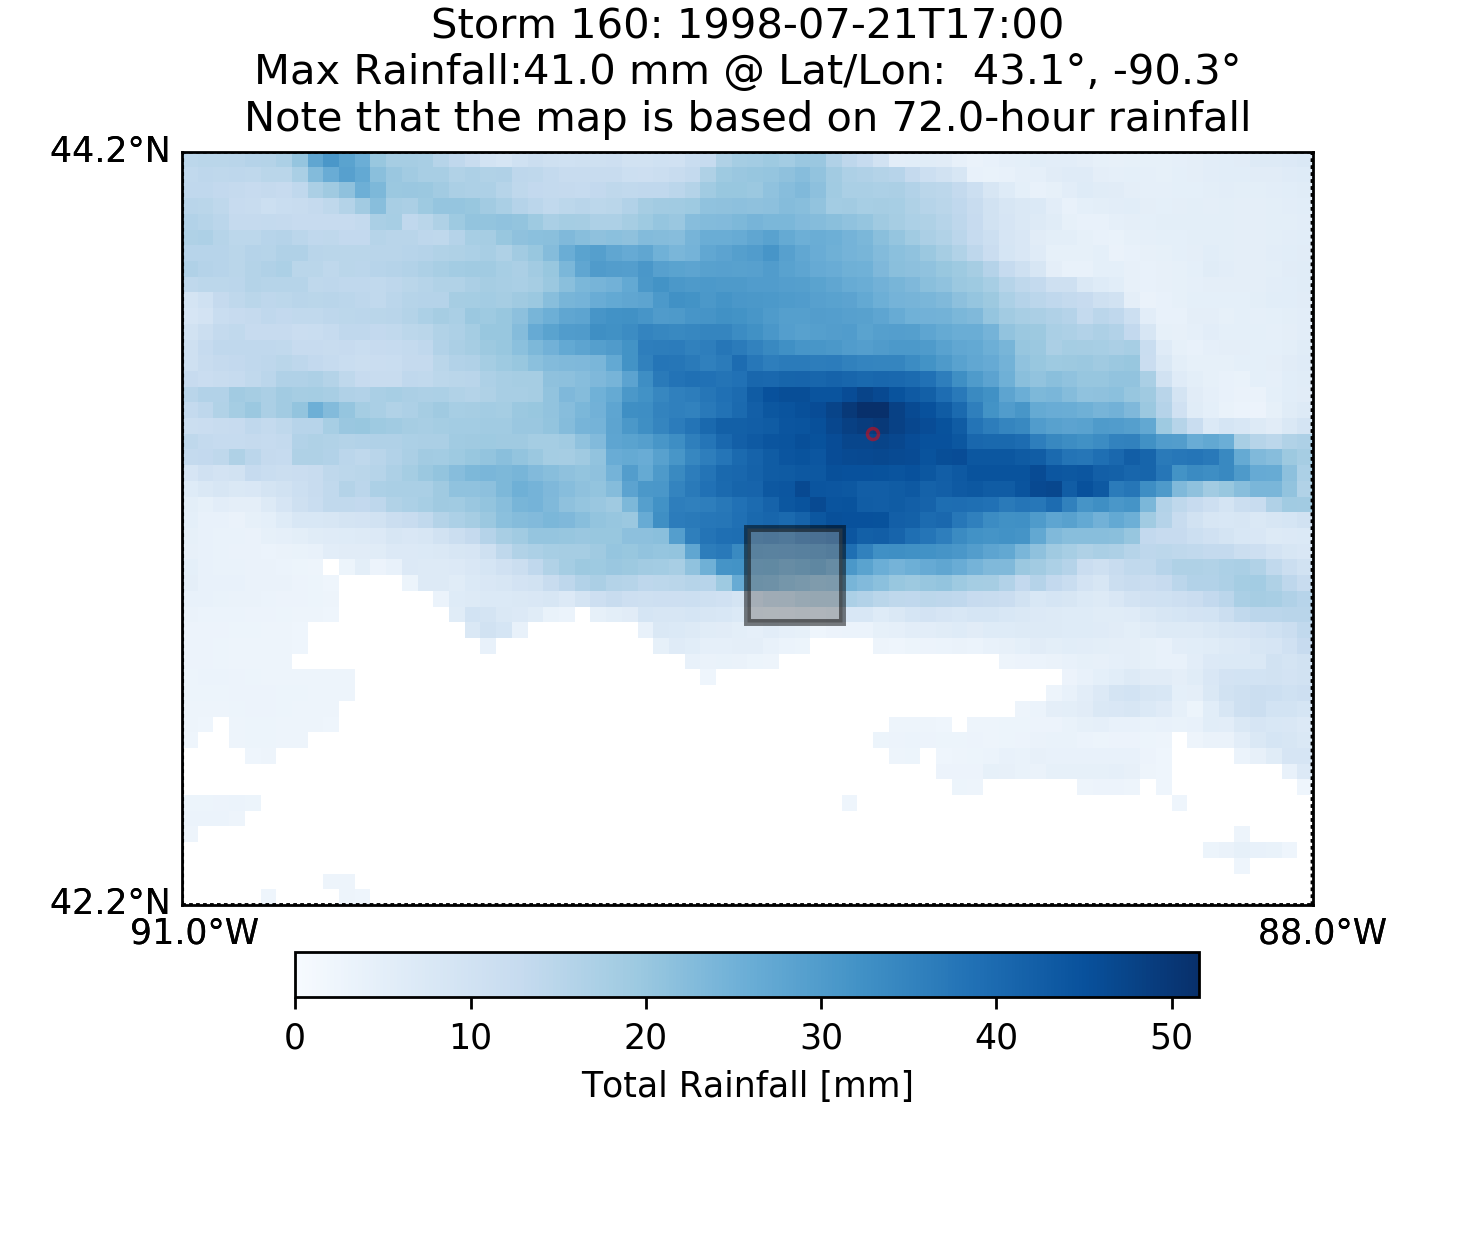 Storm 160: 1998-07-21T17:00
Max Rainfall:41.0 mm @ Lat/Lon:  43.1°, -90.3°
Note that the map is based on 72.0-hour rainfall
44.2°N
42.2°N
91.0°W 88.0°W
0 10 20 30 40 50
Total Rainfall [mm]